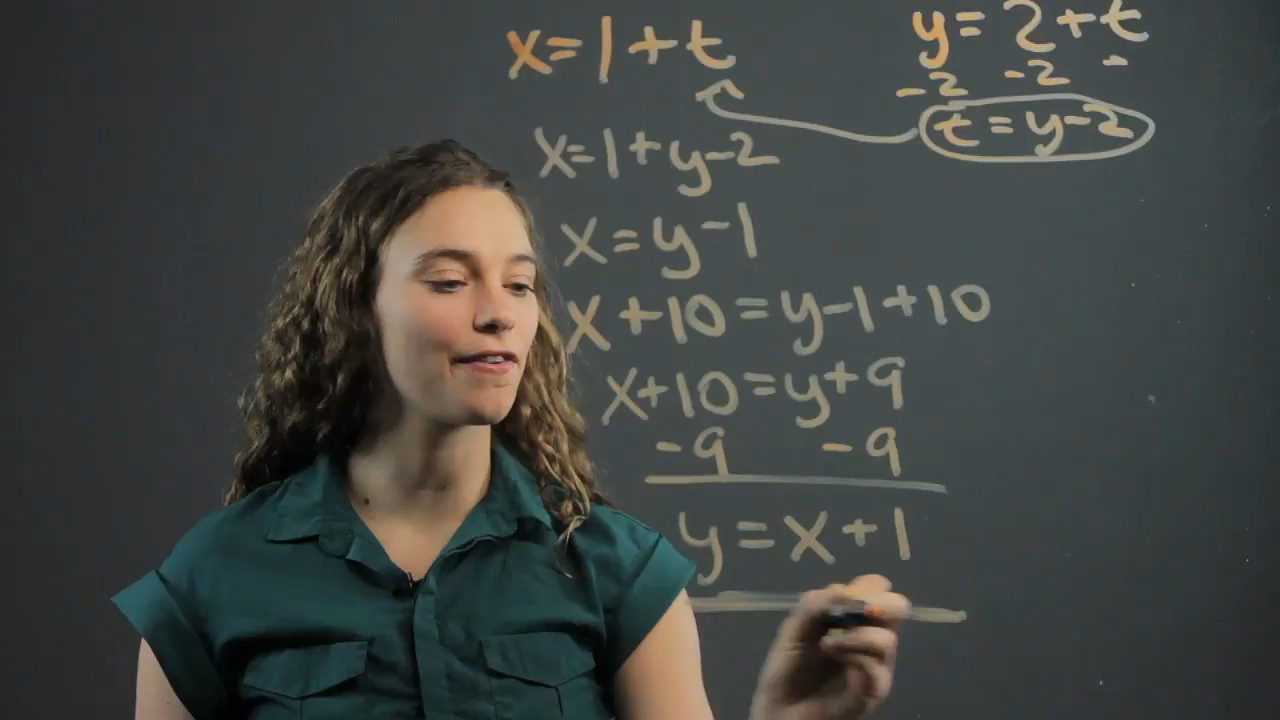 x=1+t
y=2+t
-2 -2 -
t=y-2
x=1+y-2
x=y-1
x+10=y-1+10
x+10=y+9
-9 -9
y=x+1